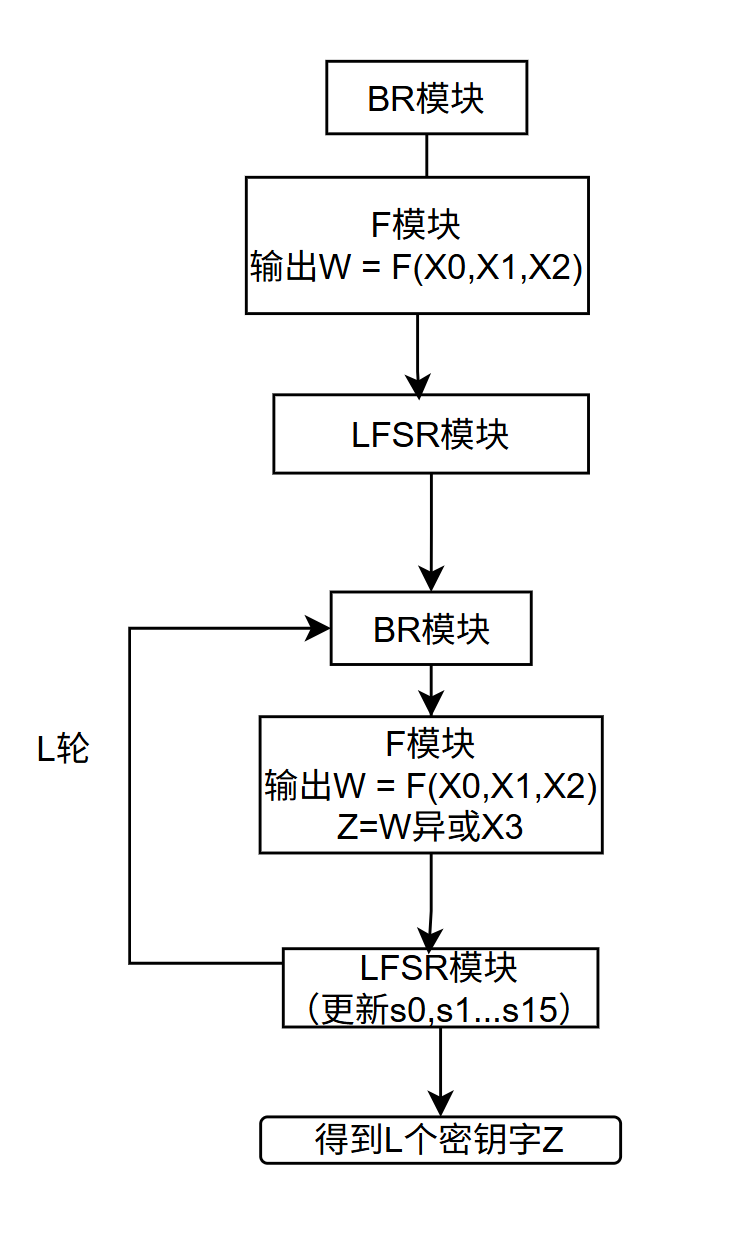 BR模块
F模块
输出W = F(X0,X1,X2)
LFSR模块
BR模块
L轮
F模块
输出W = F(X0,X1,X2)
Z=W异或X3
LFSR模块
（更新s0,s1...s15）
得到L个密钥字Z